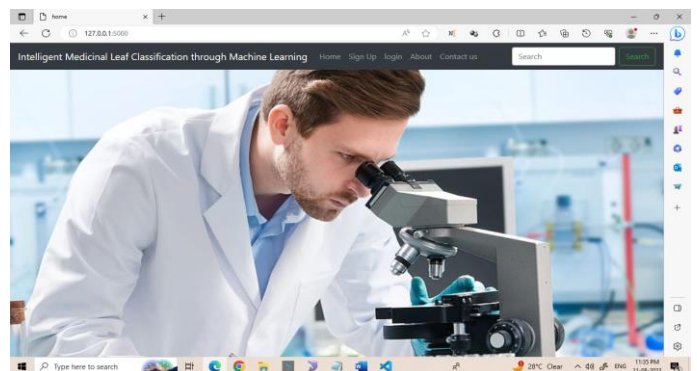 home
127.0.0.1:5000
Intelligent Medicinal Leaf Classification through Machine Learning Home Sign Up login About Contact us Search Search
Type here to search 28°C Clear ENG 11:35 PM